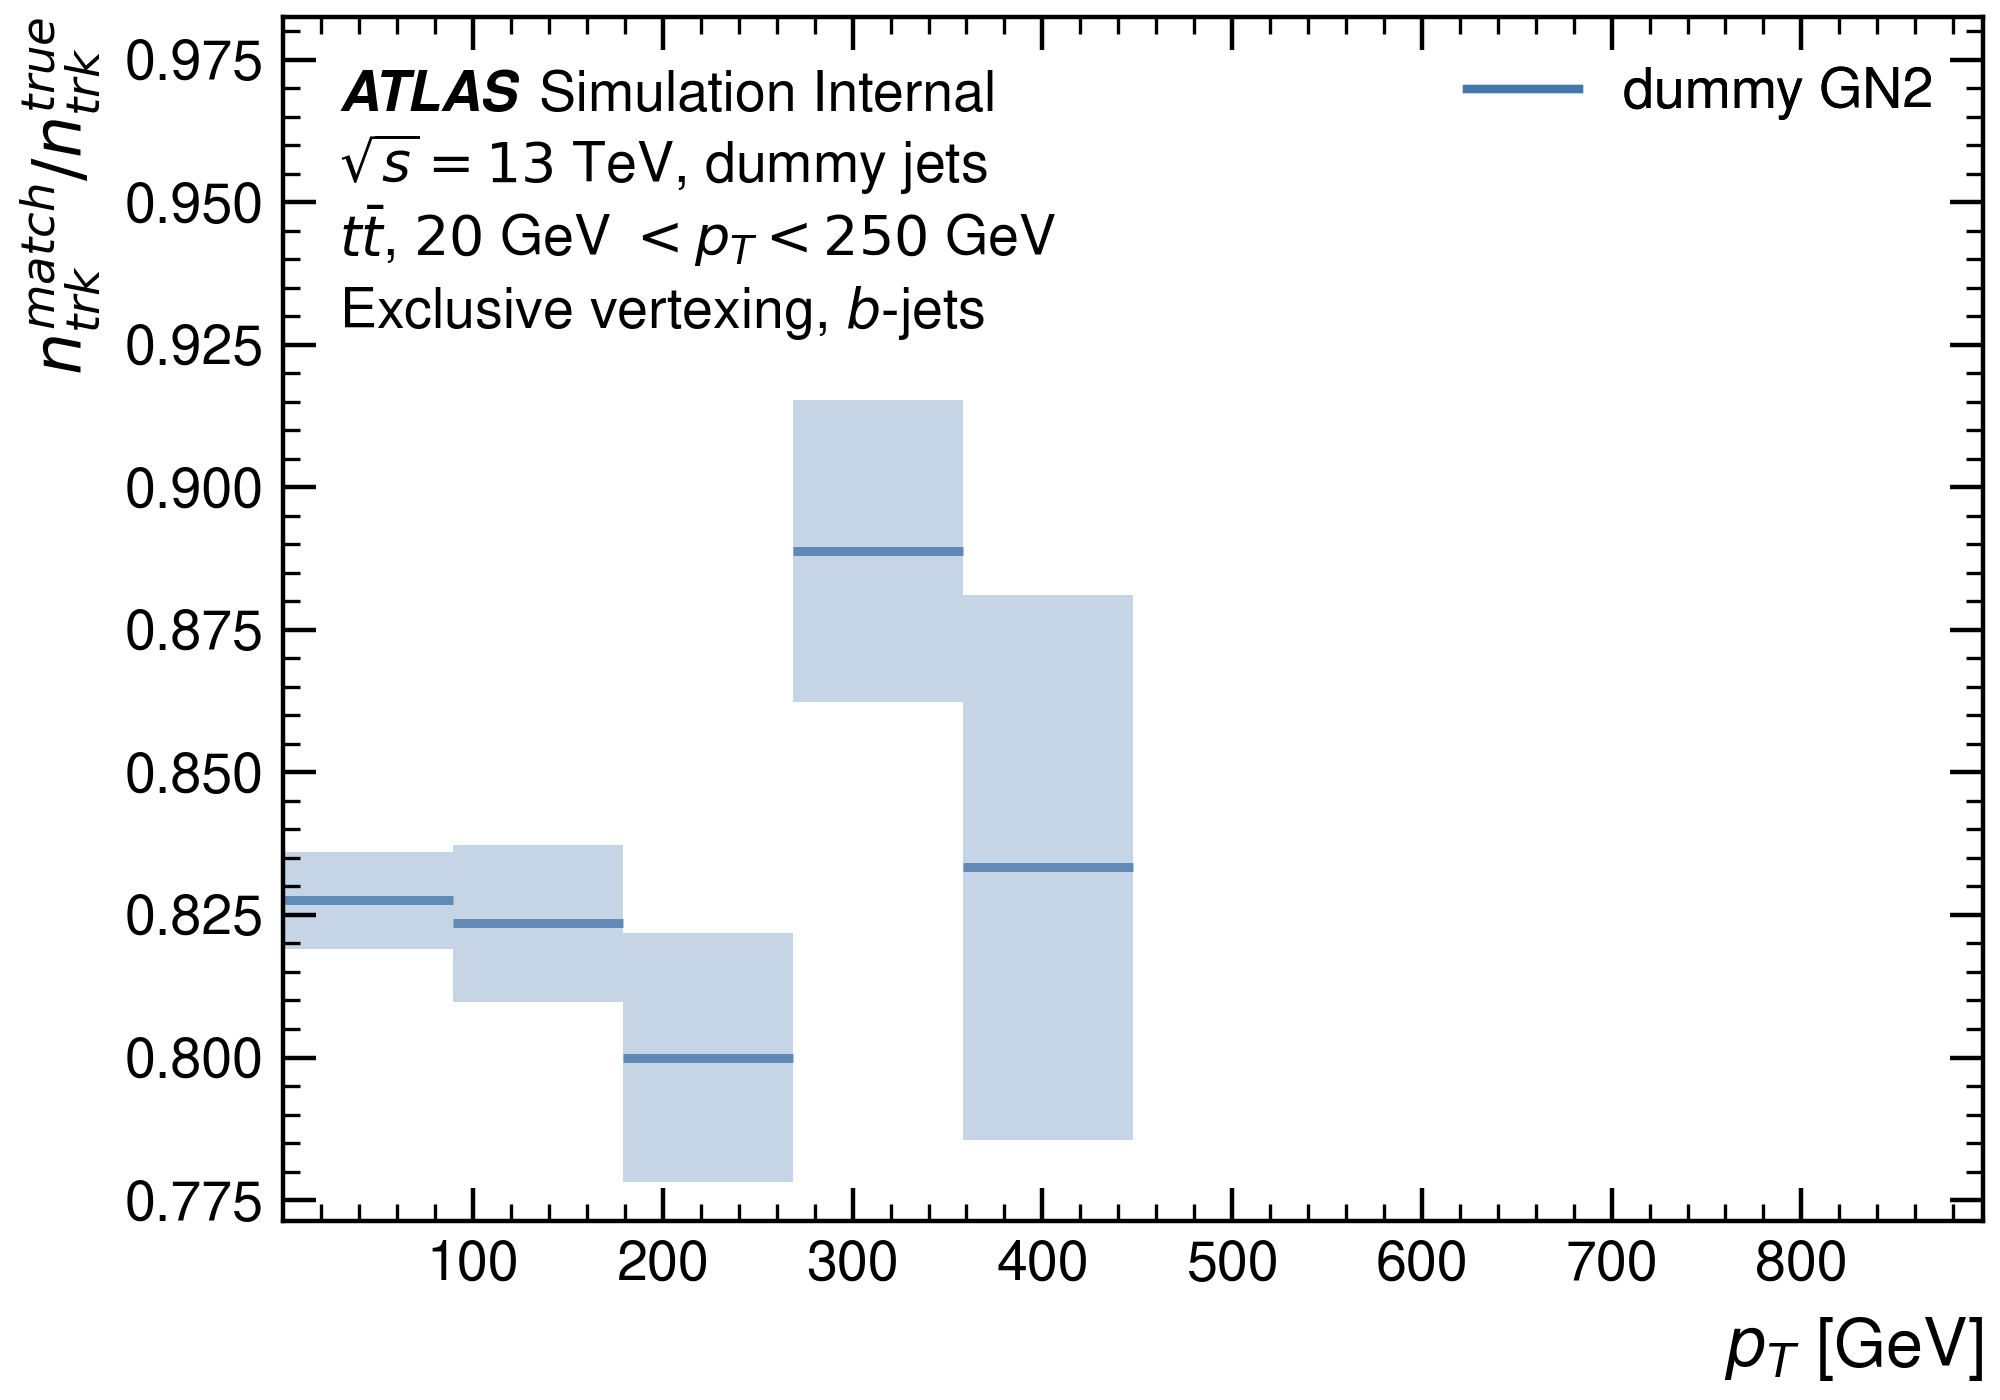 ATLAS Simulation Internal
√s = 13 TeV, dummy jets
tt̄, 20 GeV < p_T < 250 GeV
Exclusive vertexing, b-jets
dummy GN2
n_trk^match/n_trk^true
0.975
0.950
0.925
0.900
0.875
0.850
0.825
0.800
0.775
100 200 300 400 500 600 700 800
p_T [GeV]